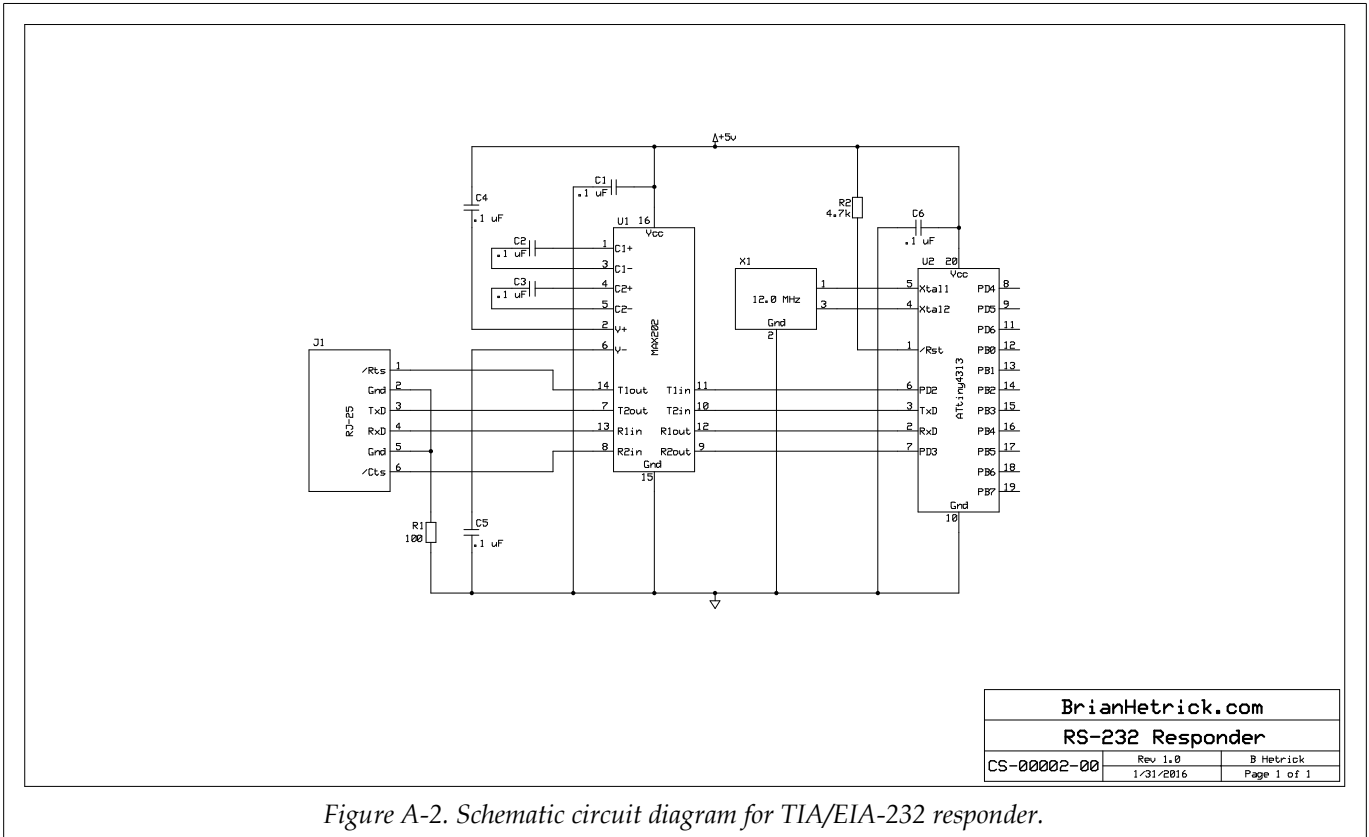 +5v
C1
.1 uF
C4
.1 uF
R2
4.7k
C6
.1 uF
U1 16
Vcc
C2
.1 uF
1 C1+
3 C1-
C3
.1 uF
4 C2+
5 C2-
2 V+
6 V-
MAX202
14 T1out T1in 11
7 T2out T2in 10
13 R1in R1out 12
8 R2in R2out 9
Gnd
15
X1
12.0 MHz
1
3
Gnd
2
U2 20
Vcc
5 Xtal1 PD4 8
4 Xtal2 PD5 9
PD6 11
1 /Rst PB0 12
PB1 13
6 PD2 PB2 14
3 TxD PB3 15
2 RxD PB4 16
7 PD3 PB5 17
PB6 18
PB7 19
ATtiny4313
Gnd
10
J1
/Rts 1
Gnd 2
TxD 3
RxD 4
Gnd 5
/Cts 6
RJ-25
R1
100
C5
.1 uF
BrianHetrick.com
RS-232 Responder
CS-00002-00
Rev 1.0
B Hetrick
1/31/2016
Page 1 of 1
Figure A-2. Schematic circuit diagram for TIA/EIA-232 responder.